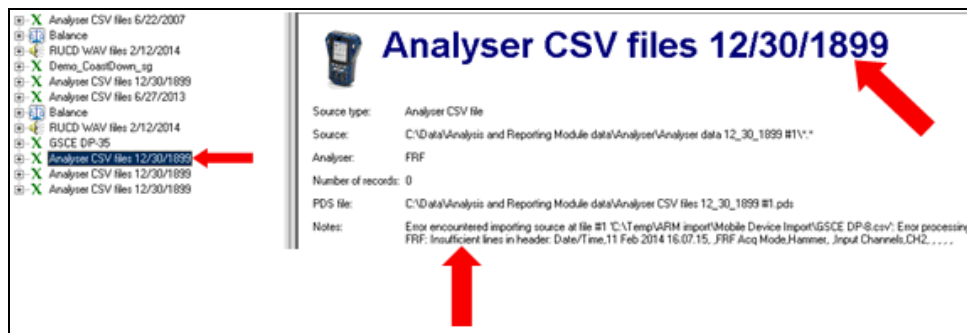 Analyser CSV files 6/22/2007
Balance
RUCD WAV files 2/12/2014
Demo_CoastDown_sg
Analyser CSV files 12/30/1899
Analyser CSV files 6/27/2013
Balance
RUCD WAV files 2/12/2014
GSCE DP-35
Analyser CSV files 12/30/1899
Analyser CSV files 12/30/1899
Analyser CSV files 12/30/1899
Analyser CSV files 12/30/1899
Source type: Analyser CSV file
Source: C:\Data\Analysis and Reporting Module data\Analyser\Analyser data 12_30_1899 #1\*.*
Analyser: FRF
Number of records: 0
PDS file: C:\Data\Analysis and Reporting Module data\Analyser CSV files 12_30_1899 #1.pds
Notes: Error encountered importing source at file #1 'C:\Temp\ARM import\Mobile Device Import\GSCE DP-8.csv': Error processing
FRF: Insufficient lines in header: Date/Time,11 Feb 2014 16.07.15, ,FRF Acq Mode,Hammer, ,Input Channels,CH2, , , , ,